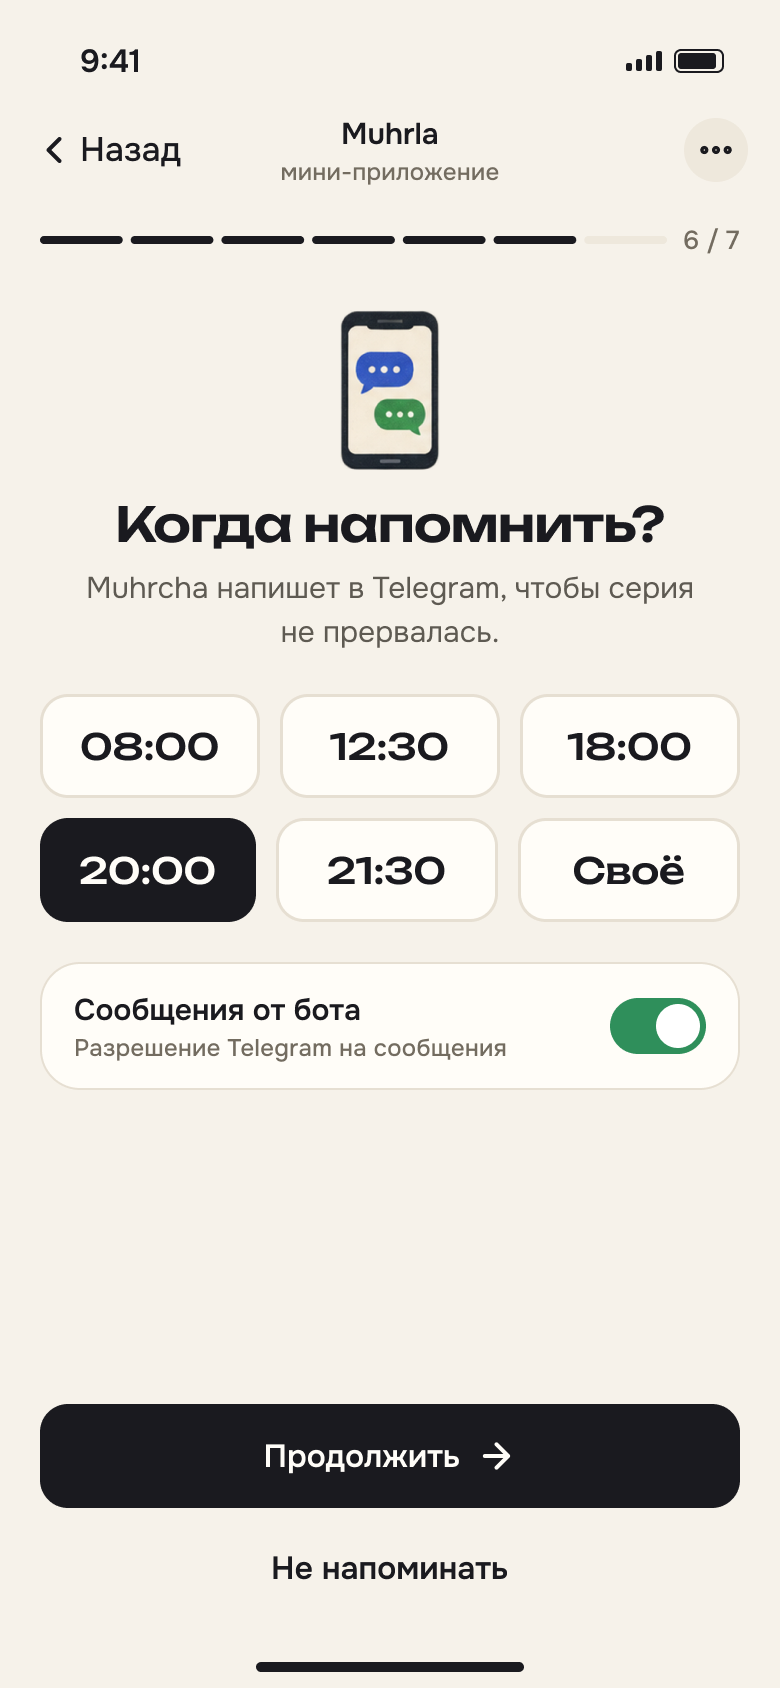 9:41
Назад
Muhrla
мини-приложение
6 / 7
Когда напомнить?
Muhrcha напишет в Telegram, чтобы серия
не прервалась.
08:00
12:30
18:00
20:00
21:30
Своё
Сообщения от бота
Разрешение Telegram на сообщения
Продолжить →
Не напоминать